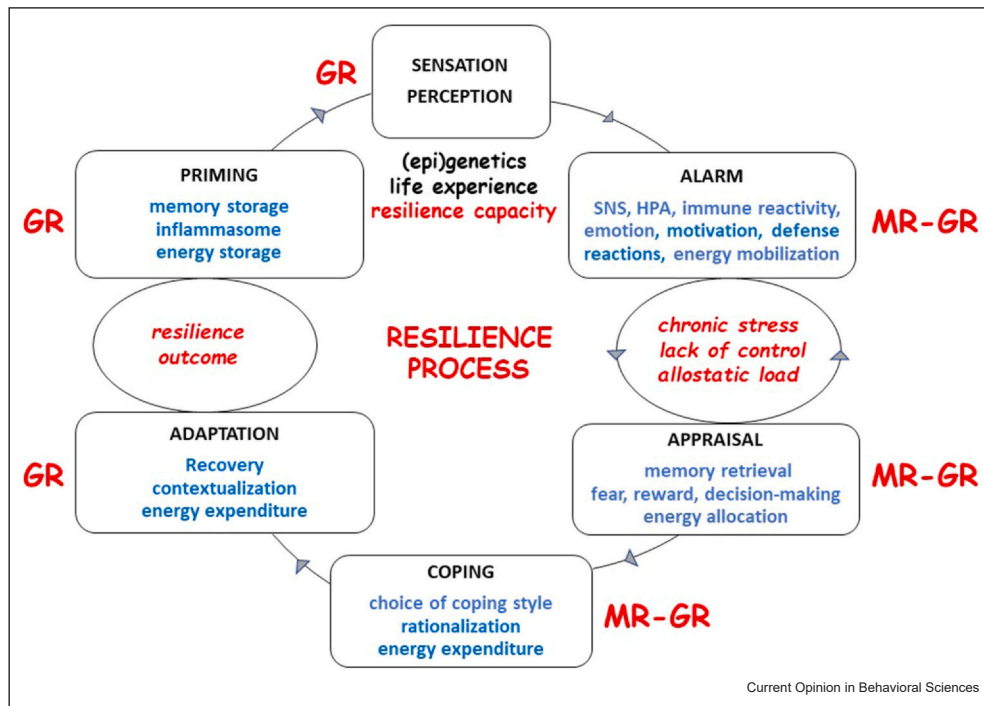 GR
SENSATION
PERCEPTION
(epi)genetics
life experience
resilience capacity
GR
PRIMING
memory storage
inflammasome
energy storage
ALARM
SNS, HPA, immune reactivity,
emotion, motivation, defense
reactions, energy mobilization
MR-GR
resilience
outcome
RESILIENCE
PROCESS
chronic stress
lack of control
allostatic load
GR
ADAPTATION
Recovery
contextualization
energy expenditure
APPRAISAL
memory retrieval
fear, reward, decision-making
energy allocation
MR-GR
COPING
choice of coping style
rationalization
energy expenditure
MR-GR
Current Opinion in Behavioral Sciences